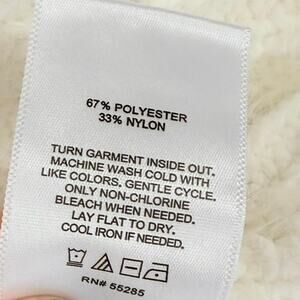 67% POLYESTER
33% NYLON
TURN GARMENT INSIDE OUT.
MACHINE WASH COLD WITH
LIKE COLORS. GENTLE CYCLE.
ONLY NON-CHLORINE
BLEACH WHEN NEEDED.
LAY FLAT TO DRY.
COOL IRON IF NEEDED.
RN# 55285